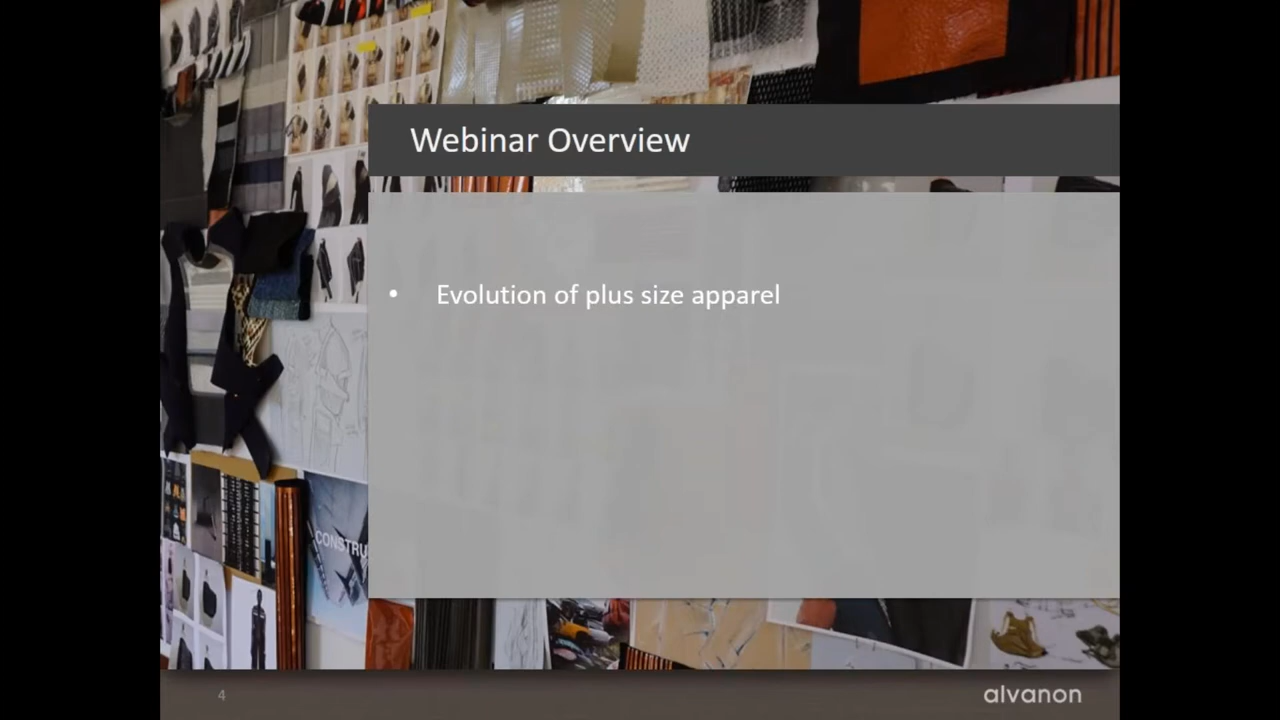 Webinar Overview
• Evolution of plus size apparel
CONSTRU
4
alvanon